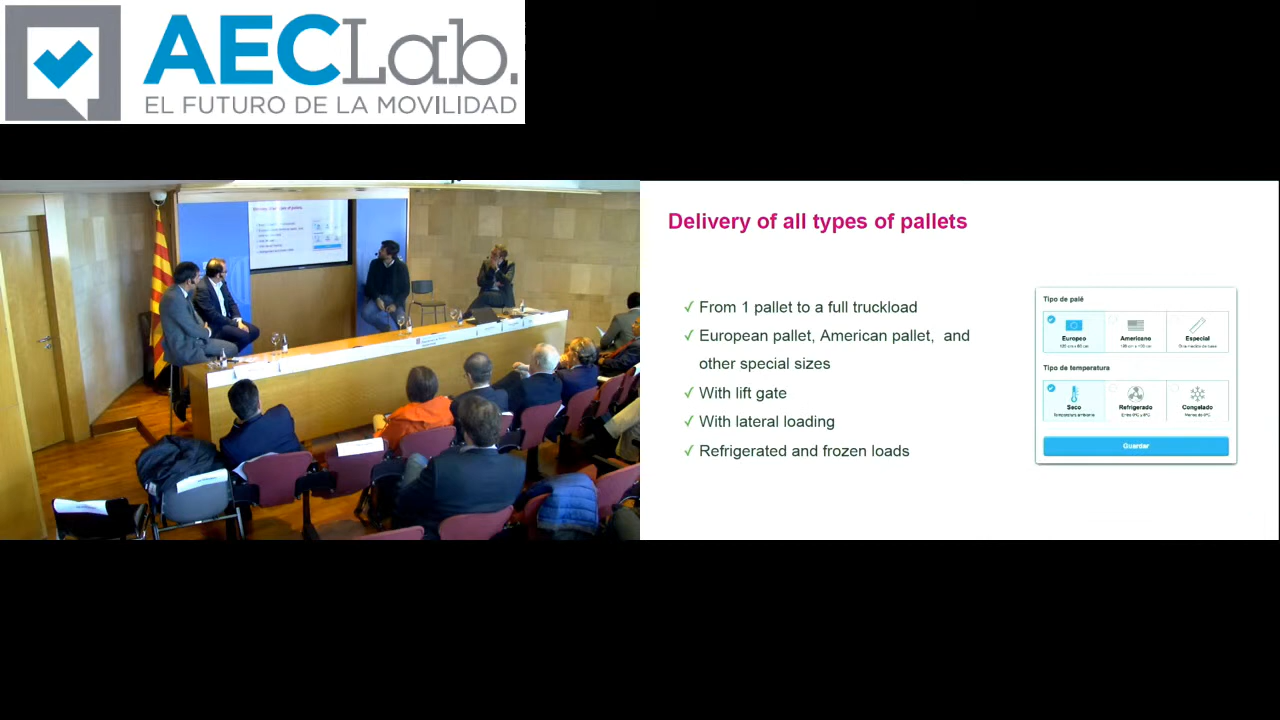 AECLab.
EL FUTURO DE LA MOVILIDAD
Delivery of all types of pallets
✓ From 1 pallet to a full truckload
✓ European pallet, American pallet, and
other special sizes
✓ With lift gate
✓ With lateral loading
✓ Refrigerated and frozen loads
Tipo de palé
Europeo Americano Especial
Tipo de temperatura
Seco Refrigerado Congelado
Temperatura ambiente
Guardar